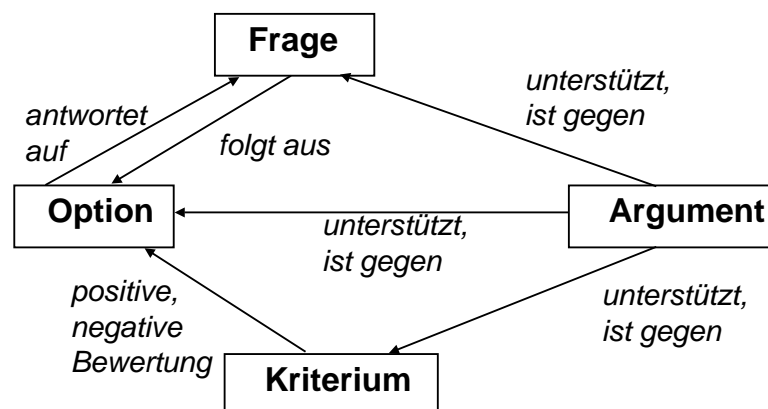 Frage
unterstützt,
ist gegen
antwortet
auf
folgt aus
Option
Argument
unterstützt,
ist gegen
positive,
negative
Bewertung
unterstützt,
ist gegen
Kriterium